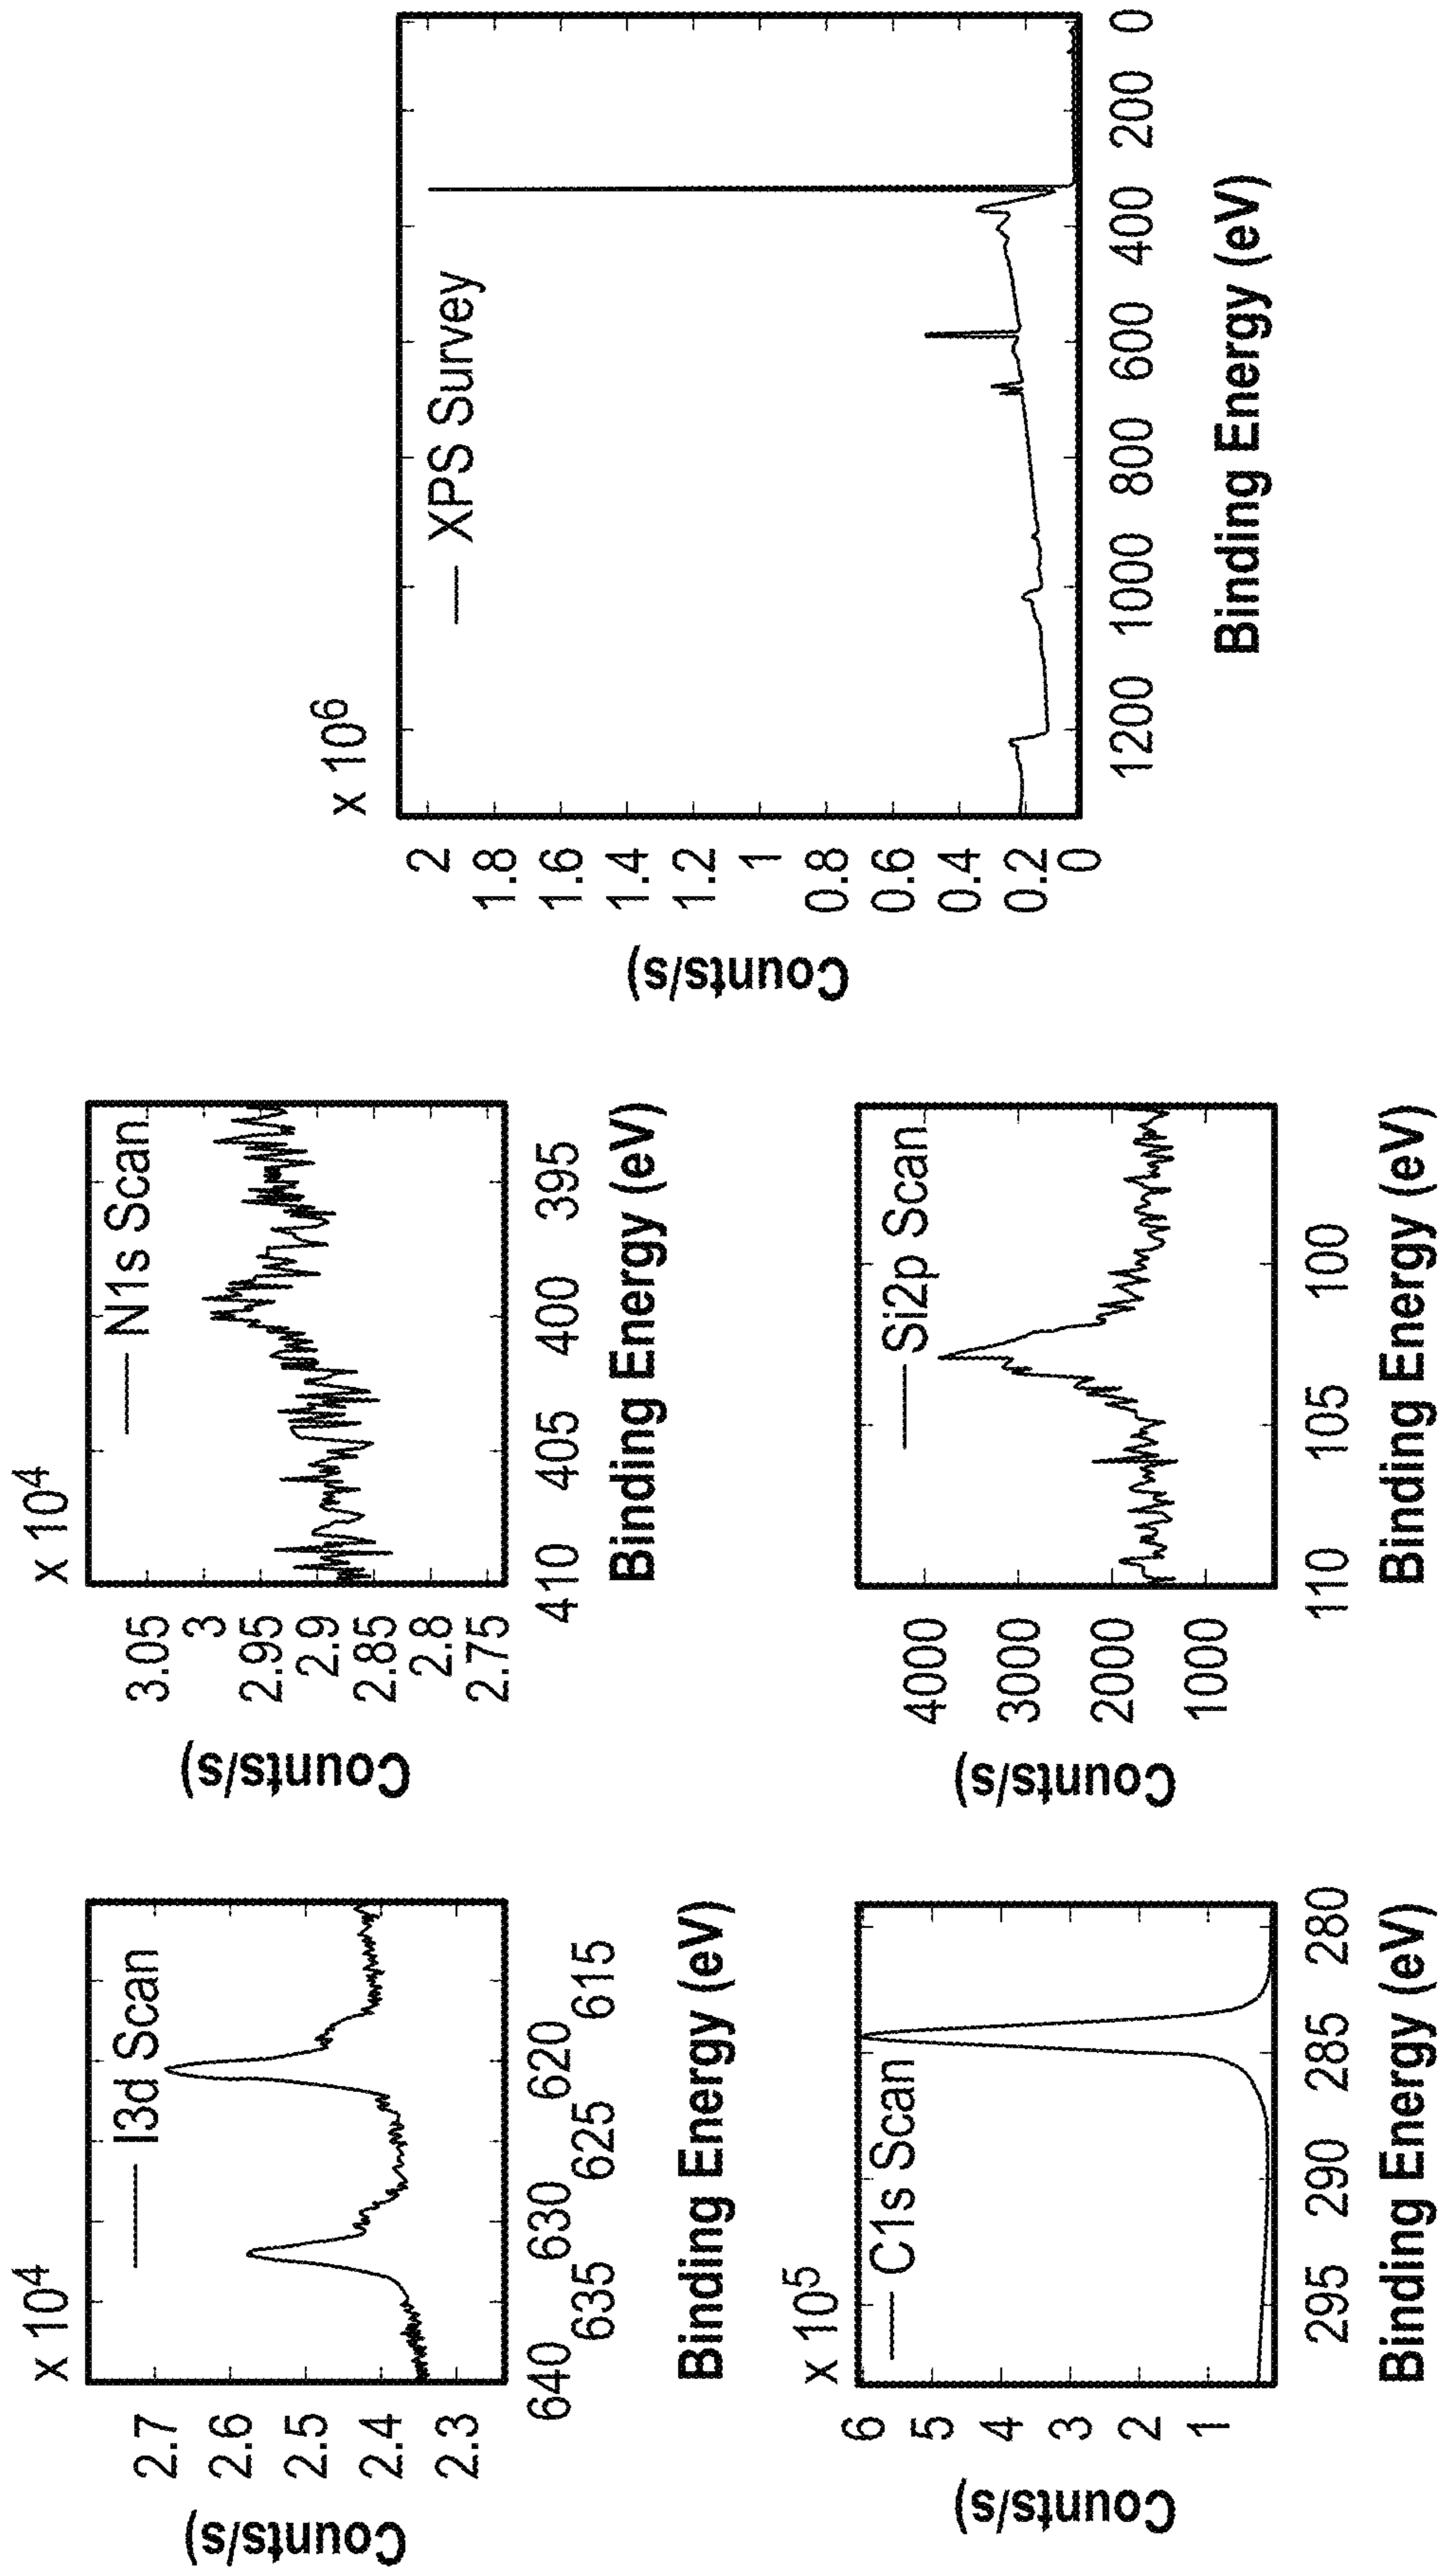 x 10⁴
— I3d Scan
2.7
2.6
2.5
2.4
2.3
Counts/s)
640
635
630
625
620
615
Binding Energy (eV)
x 10⁴
— N1s Scan
3.05
3
2.95
2.9
2.85
2.8
2.75
Counts/s)
410 405 400 395
Binding Energy (eV)
x 10⁵
— C1s Scan
6
5
4
3
2
1
Counts/s)
295 290 285 280
Binding Energy (eV)
— Si2p Scan
4000
3000
2000
1000
Counts/s)
110 105 100
Binding Energy (eV)
x 10⁶
— XPS Survey
2
1.8
1.6
1.4
1.2
1
0.8
0.6
0.4
0.2
0
Counts/s)
1200 1000 800 600 400 200 0
Binding Energy (eV)